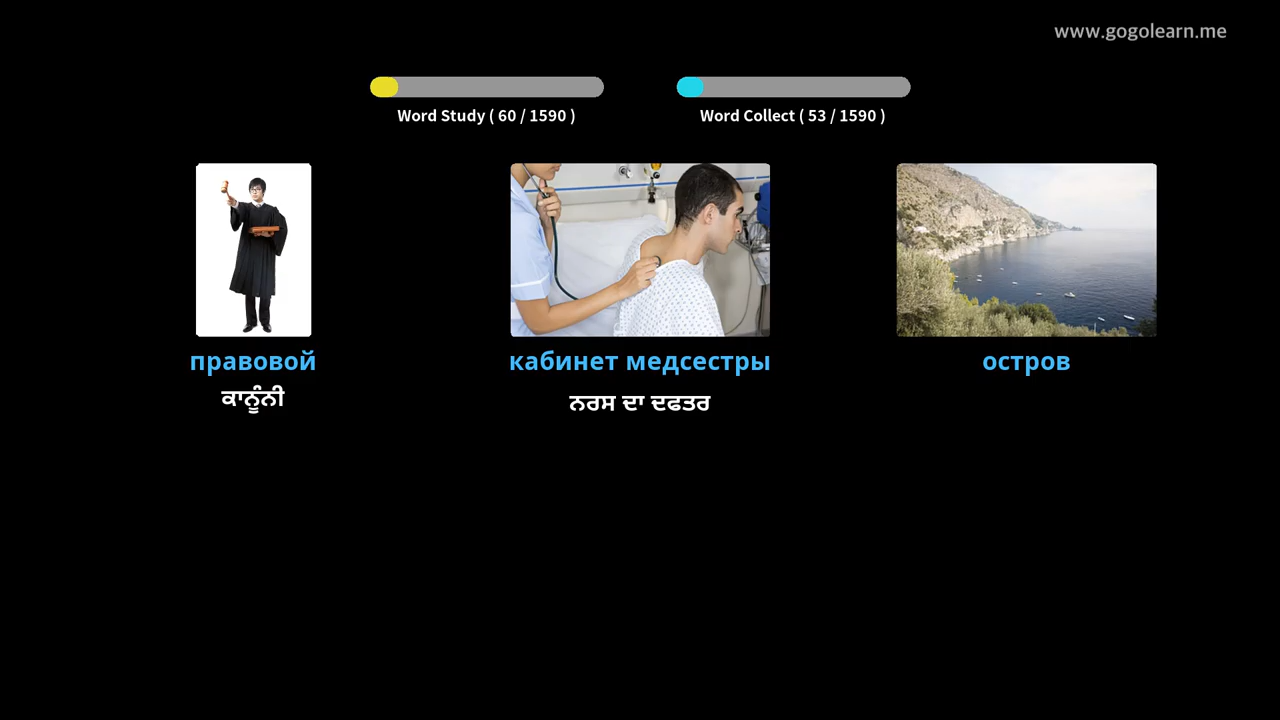 www.gogolearn.me
Word Study ( 60 / 1590 )
Word Collect ( 53 / 1590 )
правовой
кабинет медсестры
остров
ਕਾਨੂੰਨੀ
ਨਰਸ ਦਾ ਦਫਤਰ